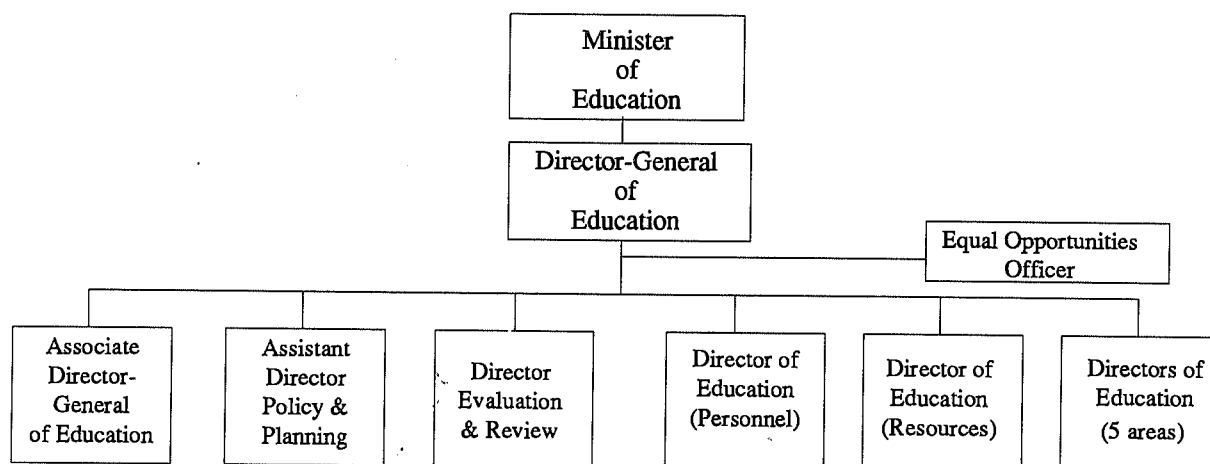 Minister
of
Education
Director-General
of
Education
Equal Opportunities
Officer
Associate
Director-
General
of Education
Assistant
Director
Policy &
Planning
Director
Evaluation
& Review
Director of
Education
(Personnel)
Director of
Education
(Resources)
Directors of
Education
(5 areas)